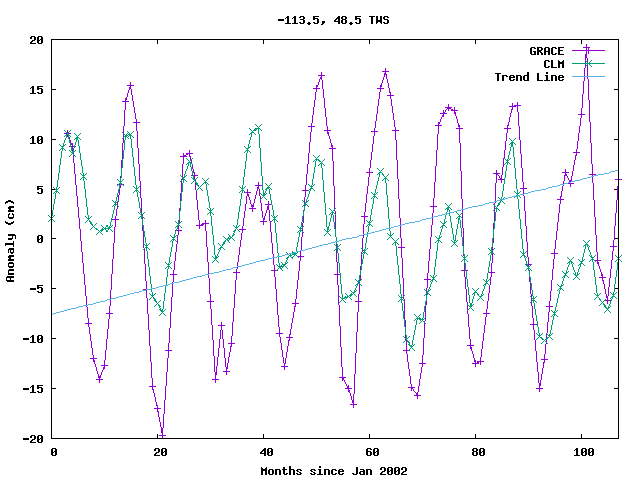 -113.5, 48.5 TWS
GRACE
CLM
Trend Line
20
15
10
5
0
-5
-10
-15
-20
Anomaly (cm)
0 20 40 60 80 100
Months since Jan 2002